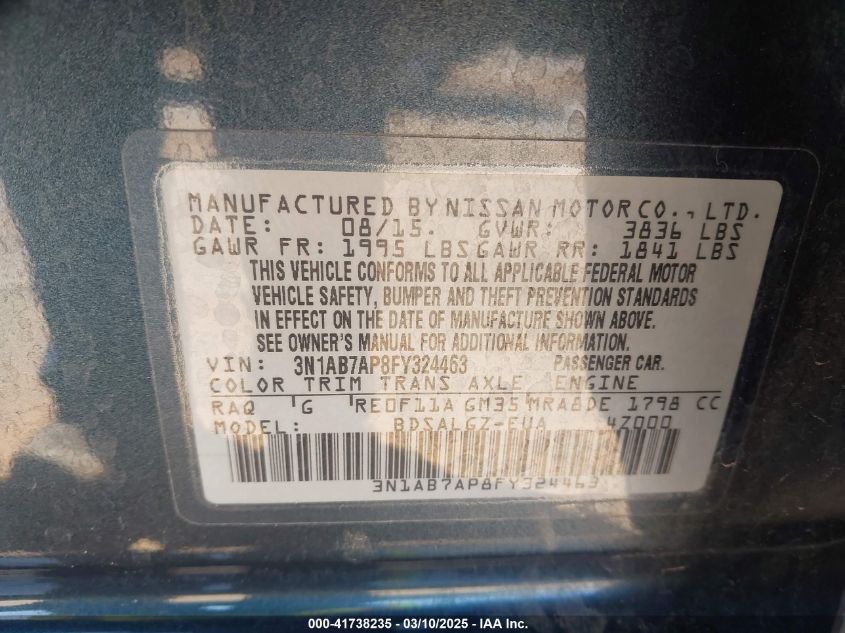 MANUFACTURED BY NISSAN MOTOR CO., LTD.
DATE: 08/15. GVWR: 3836 LBS
GAWR FR: 1995 LBS GAWR RR: 1841 LBS
THIS VEHICLE CONFORMS TO ALL APPLICABLE FEDERAL MOTOR
VEHICLE SAFETY, BUMPER AND THEFT PREVENTION STANDARDS
IN EFFECT ON THE DATE OF MANUFACTURE SHOWN ABOVE.
SEE OWNER'S MANUAL FOR ADDITIONAL INFORMATION.
VIN: 3N1AB7AP8FY324463 PASSENGER CAR.
COLOR TRIM TRANS AXLE ENGINE
RAQ G RE0F11A GM35 MRA8DE 1798 CC
MODEL: BDSALGZ-EUA 4Z000
3N1AB7AP8FY324463
000-41738235 - 03/10/2025 - IAA Inc.